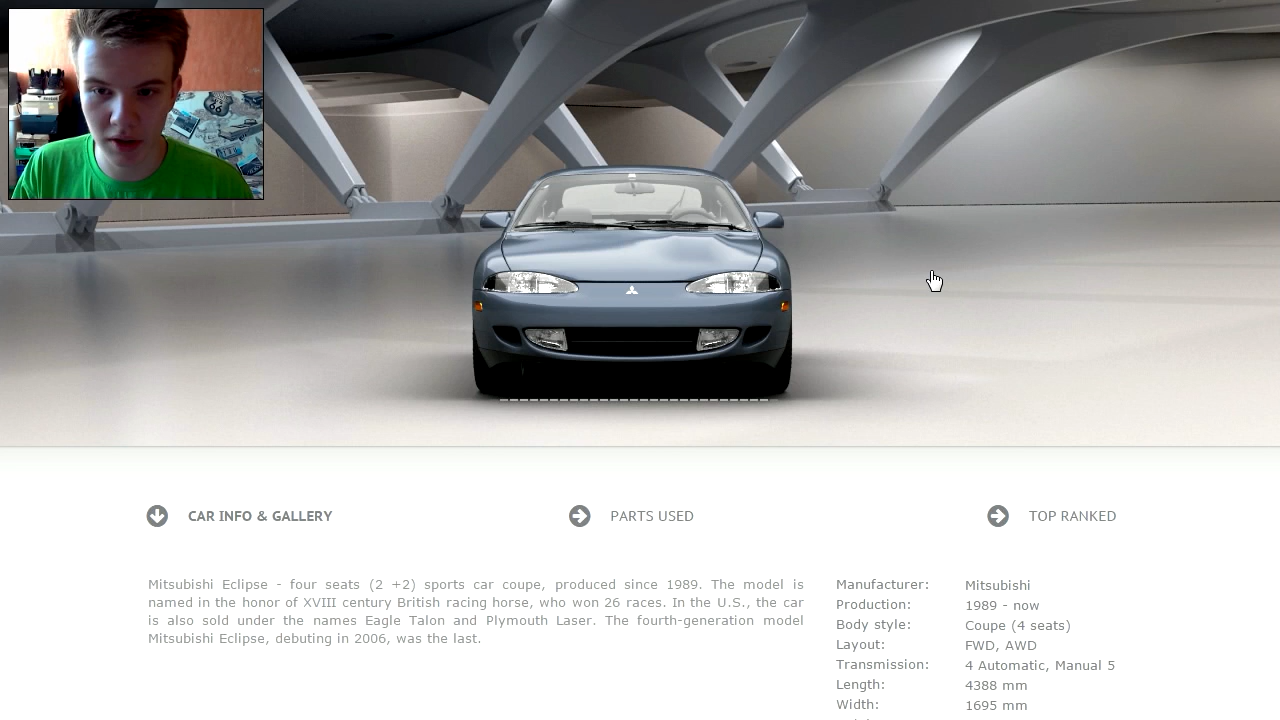 CAR INFO & GALLERY
PARTS USED
TOP RANKED
Mitsubishi Eclipse - four seats (2 +2) sports car coupe, produced since 1989. The model is
named in the honor of XVIII century British racing horse, who won 26 races. In the U.S., the car
is also sold under the names Eagle Talon and Plymouth Laser. The fourth-generation model
Mitsubishi Eclipse, debuting in 2006, was the last.
Manufacturer: Mitsubishi
Production: 1989 - now
Body style: Coupe (4 seats)
Layout: FWD, AWD
Transmission: 4 Automatic, Manual 5
Length: 4388 mm
Width: 1695 mm